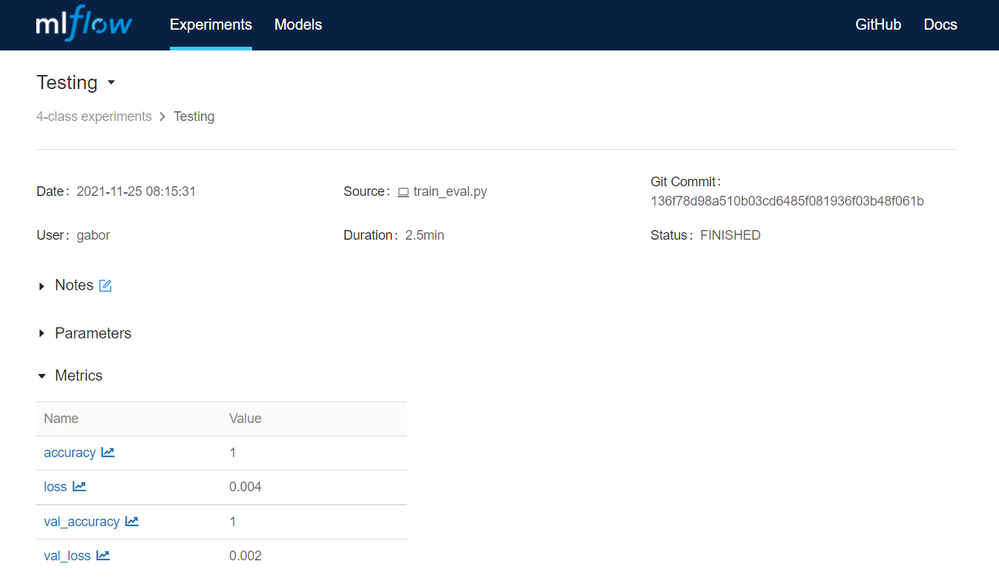 mlflow Experiments Models GitHub Docs
Testing
4-class experiments Testing
Date: 2021-11-25 08:15:31
Source: train_eval.py
Git Commit:
136f78d98a510b03cd6485f081936f03b48f061b
User: gabor
Duration: 2.5min
Status: FINISHED
Notes
Parameters
Metrics
Name Value
accuracy 1
loss 0.004
val_accuracy 1
val_loss 0.002